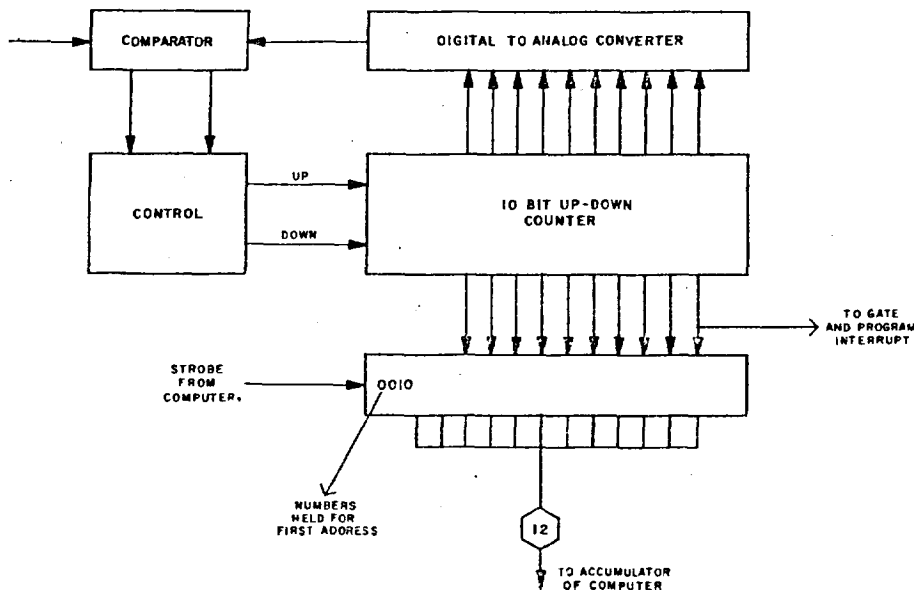 COMPARATOR
DIGITAL TO ANALOG CONVERTER
CONTROL
UP
DOWN
10 BIT UP-DOWN
COUNTER
TO GATE
AND PROGRAM
INTERRUPT
STROBE
FROM
COMPUTER.
0010
NUMBERS
HELD FOR
FIRST ADDRESS
12
TO ACCUMULATOR
OF COMPUTER